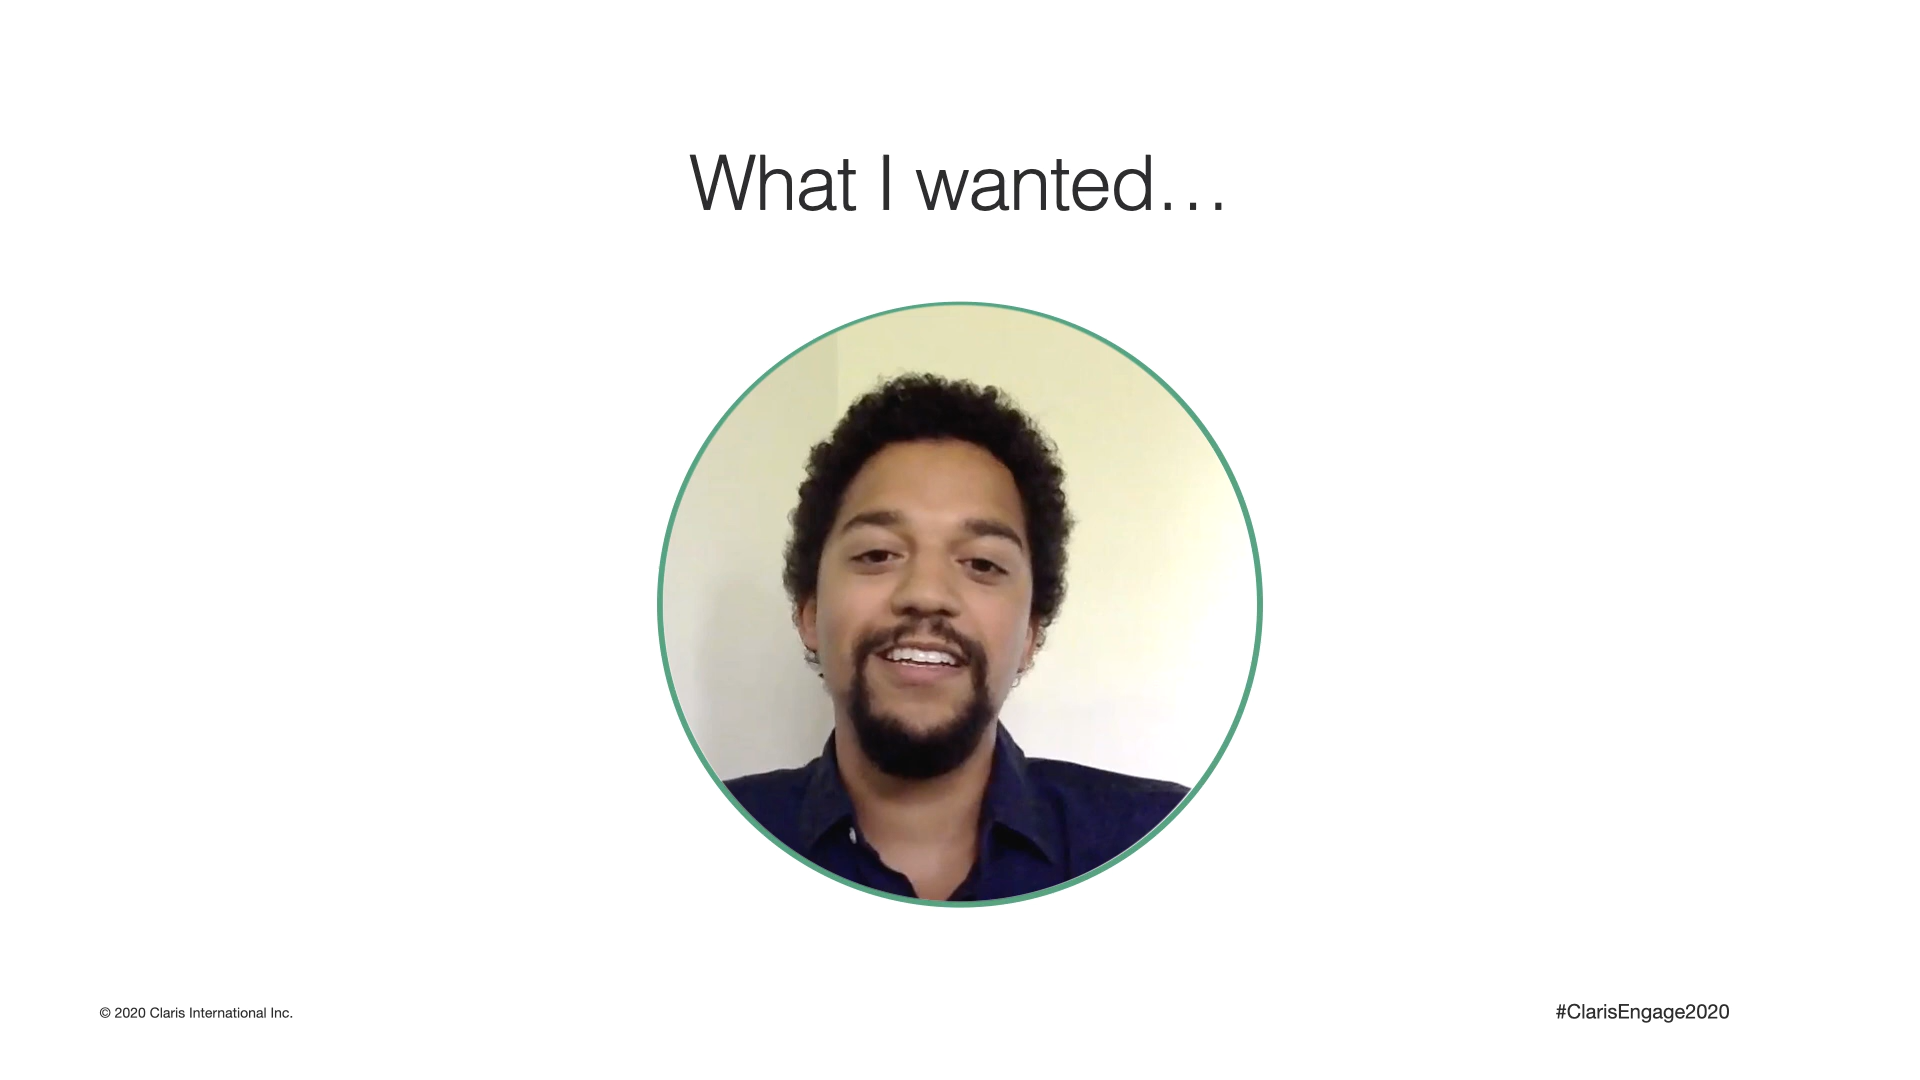 What I wanted…
© 2020 Claris International Inc.
#ClarisEngage2020